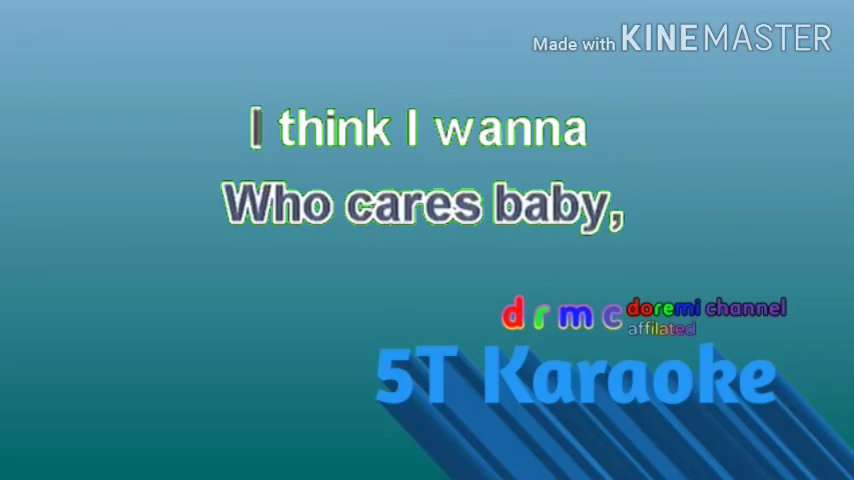 Made with KINEMASTER
I think I wanna
Who cares baby,
d r m c doremi channel
affilated
5T Karaoke